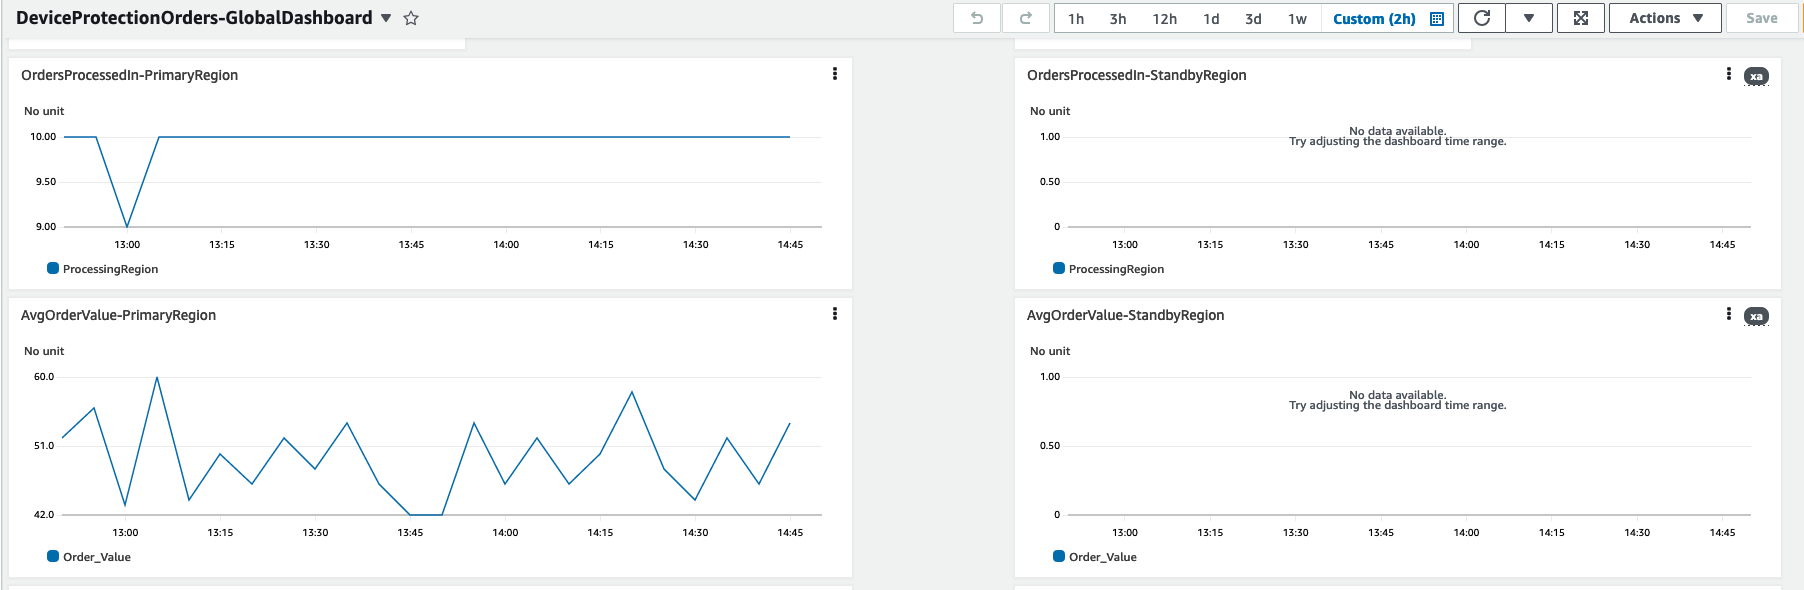 DeviceProtectionOrders-GlobalDashboard
1h 3h 12h 1d 3d 1w Custom (2h) Actions Save
OrdersProcessedIn-PrimaryRegion
No unit
10.00
9.50
9.00
13:00 13:15 13:30 13:45 14:00 14:15 14:30 14:45
ProcessingRegion
OrdersProcessedIn-StandbyRegion
xa
No unit
1.00
No data available.
Try adjusting the dashboard time range.
0.50
0
13:00 13:15 13:30 13:45 14:00 14:15 14:30 14:45
ProcessingRegion
AvgOrderValue-PrimaryRegion
No unit
60.0
51.0
42.0
13:00 13:15 13:30 13:45 14:00 14:15 14:30 14:45
Order_Value
AvgOrderValue-StandbyRegion
xa
No unit
1.00
No data available.
Try adjusting the dashboard time range.
0.50
0
13:00 13:15 13:30 13:45 14:00 14:15 14:30 14:45
Order_Value